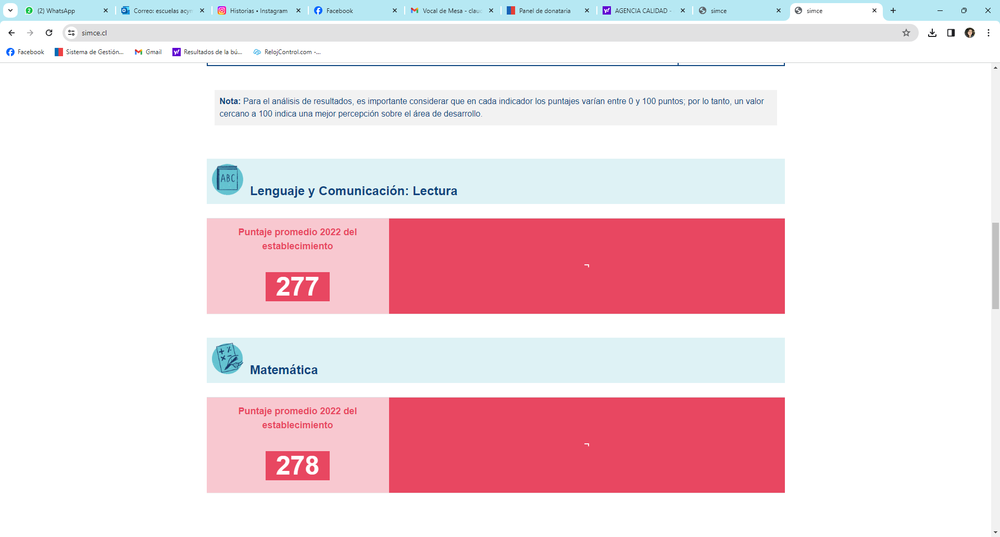 (2) WhatsApp
Correo: escuelas acym
Historias • Instagram
Facebook
Vocal de Mesa - claud
Panel de donataria
AGENCIA CALIDAD -
simce
simce
simce.cl
Facebook
Sistema de Gestión...
Gmail
Resultados de la bú...
RelojControl.com -...
Nota: Para el análisis de resultados, es importante considerar que en cada indicador los puntajes varían entre 0 y 100 puntos; por lo tanto, un valor
cercano a 100 indica una mejor percepción sobre el área de desarrollo.
ABC
Lenguaje y Comunicación: Lectura
Puntaje promedio 2022 del
establecimiento
277
¬
Matemática
Puntaje promedio 2022 del
establecimiento
278
¬